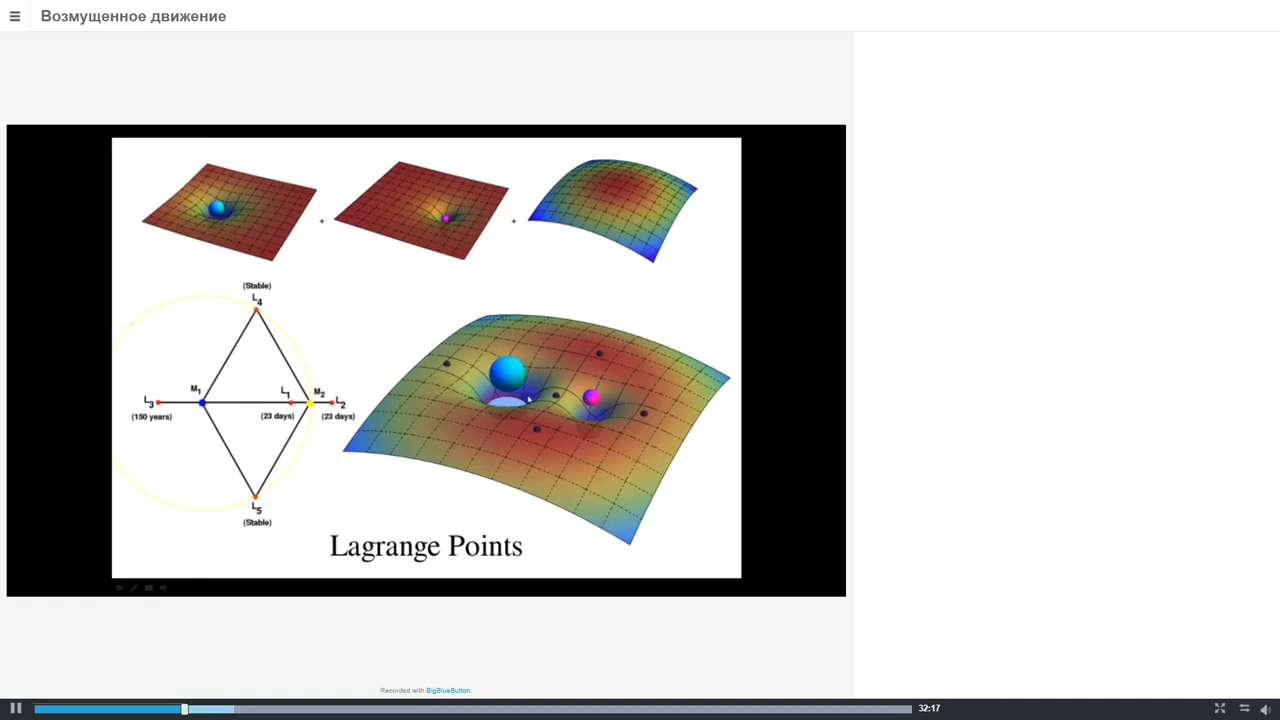 Возмущенное движение
+
+
(Stable)
L4
M1
L1
M2
L3
L2
(150 years)
(23 days)
(23 days)
L5
(Stable)
Lagrange Points
Recorded with BigBlueButton.
32:17